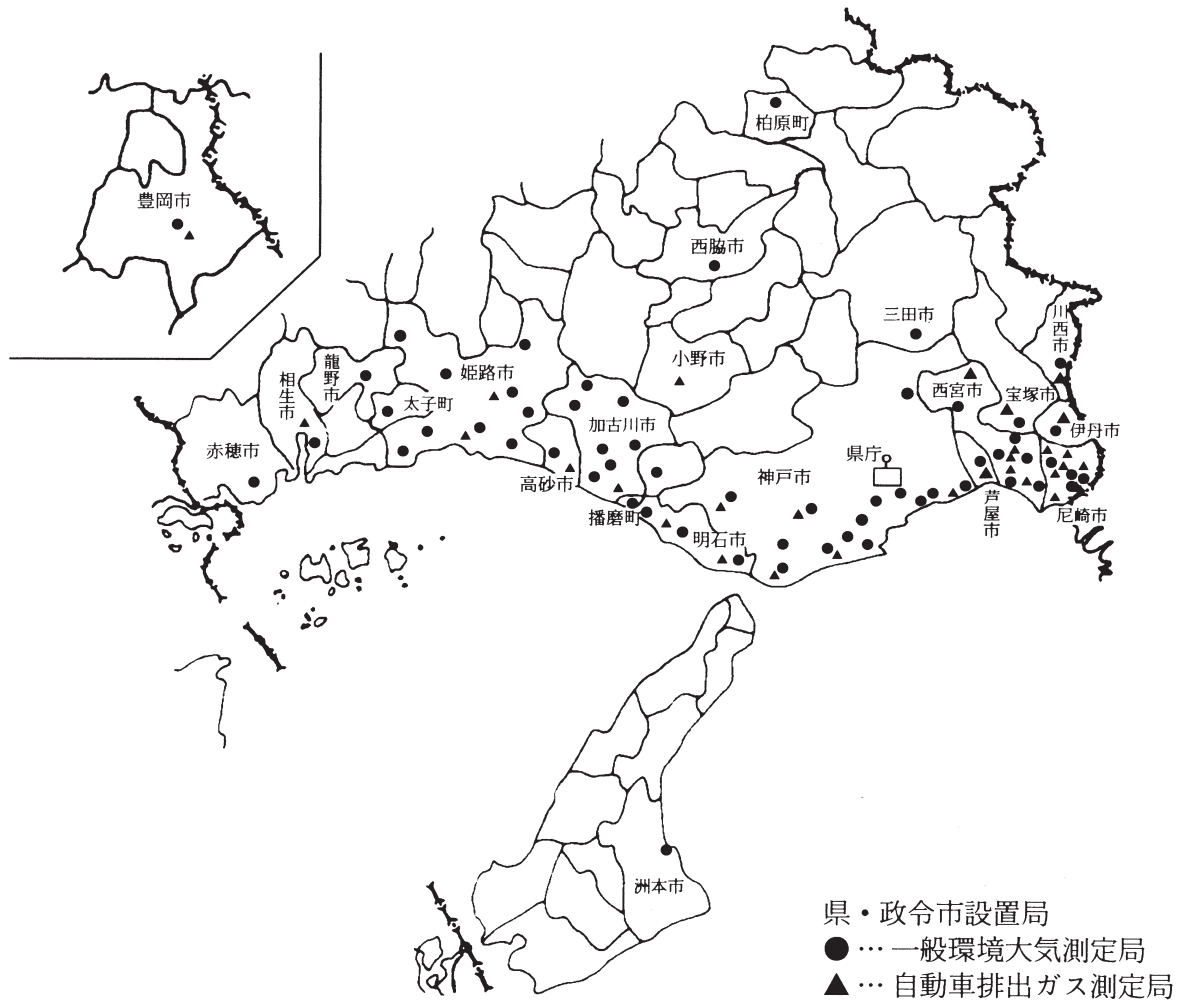 柏原町
豊岡市
西脇市
三田市
川西市
小野市
龍野市
姫路市
相生市
太子町
西宮市
宝塚市
加古川市
伊丹市
赤穂市
県庁
神戸市
高砂市
芦屋市
播磨町
尼崎市
明石市
洲本市
県・政令市設置局
●…一般環境大気測定局
▲…自動車排出ガス測定局